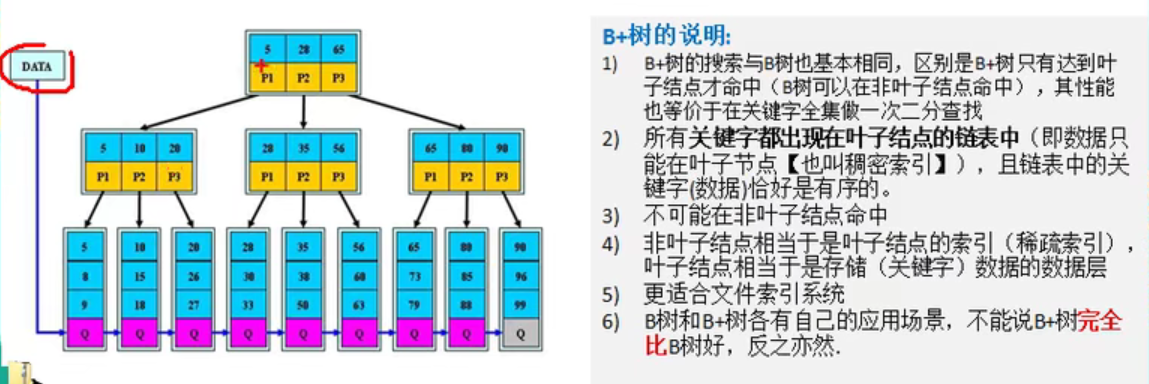 DATA
5 28 65
P1 P2 P3
5 10 20
P1 P2 P3
28 35 56
P1 P2 P3
65 80 90
P1 P2 P3
5 10 20 28 35 56 65 80 90
8 15 26 30 38 60 73 85 96
9 18 27 33 50 63 79 88 99
Q Q Q Q Q Q Q Q Q
B+树的说明:
1) B+树的搜索与B树也基本相同，区别是B+树只有达到叶
子结点才命中（B树可以在非叶子结点命中），其性能
也等价于在关键字全集做一次二分查找
2) 所有关键字都出现在叶子结点的链表中（即数据只
能在叶子节点【也叫稠密索引】），且链表中的关
键字(数据)恰好是有序的。
3) 不可能在非叶子结点命中
4) 非叶子结点相当于是叶子结点的索引（稀疏索引），
叶子结点相当于是存储（关键字）数据的数据层
5) 更适合文件索引系统
6) B树和B+树各有自己的应用场景，不能说B+树完全
比B树好，反之亦然.